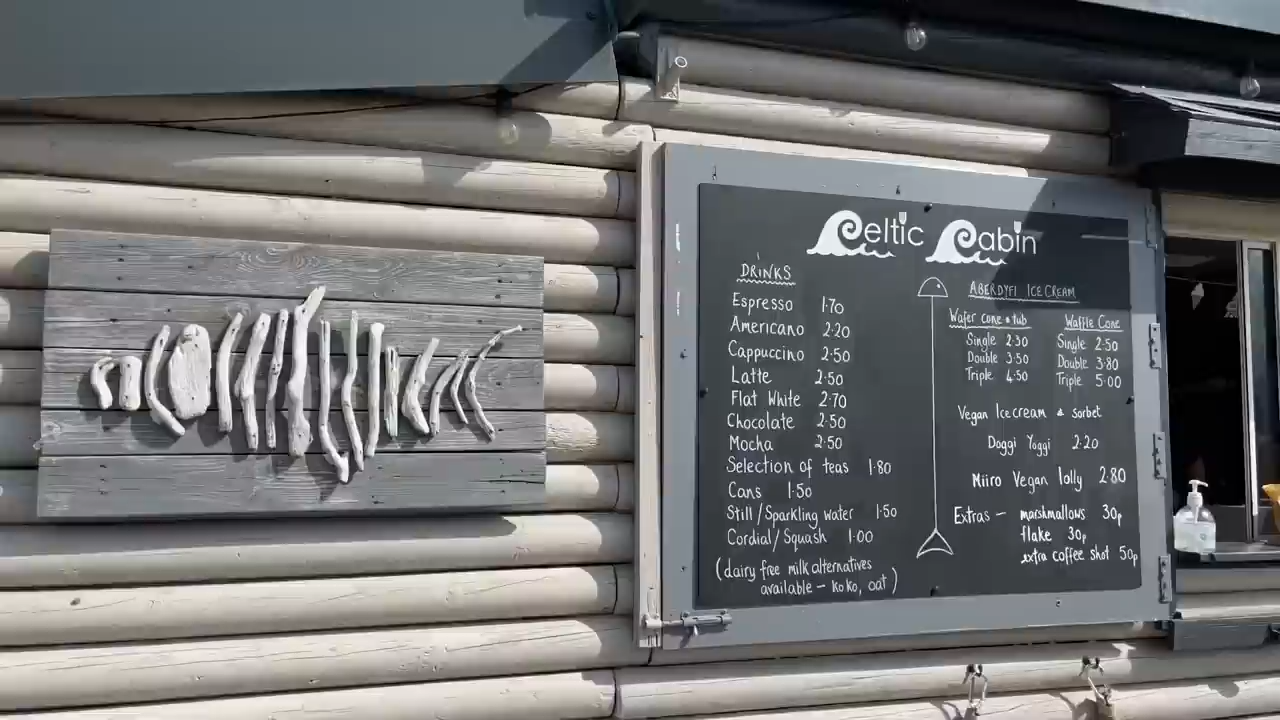 Celtic Cabin
DRINKS
Espresso 1·70
Americano 2·20
Cappuccino 2·50
Latte 2·50
Flat White 2·70
Chocolate 2·50
Mocha 2·50
Selection of teas 1·80
Cans 1·50
Still/Sparkling water 1·50
Cordial/Squash 1·00
(dairy free milk alternatives
available – koko, oat)
ABERDYFI ICE CREAM
Wafer cone & tub
Single 2·30
Double 3·50
Triple 4·50
Waffle Cone
Single 2·50
Double 3·80
Triple 5·00
Vegan Icecream & sorbet
Doggi Yoggi 2·20
Miiro Vegan lolly 2·80
Extras – marshmallows 30p
flake 30p
extra coffee shot 50p